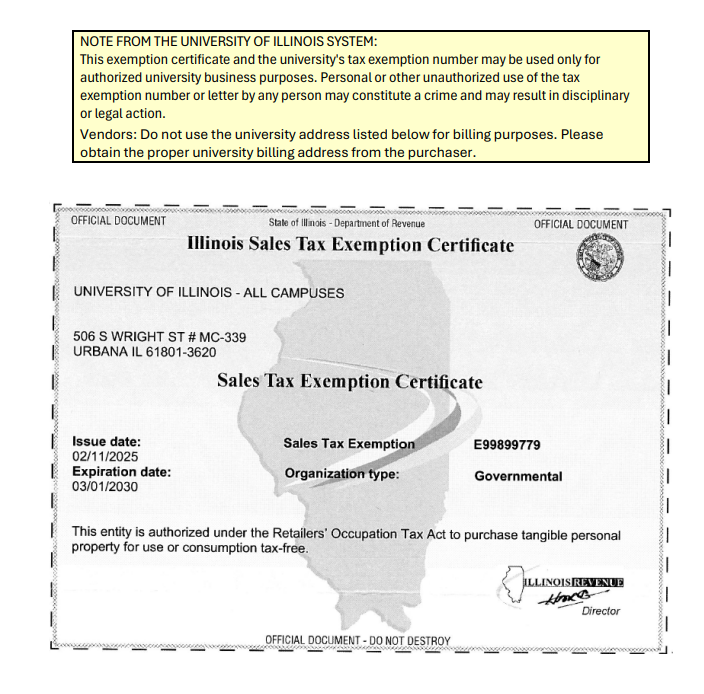 NOTE FROM THE UNIVERSITY OF ILLINOIS SYSTEM:
This exemption certificate and the university's tax exemption number may be used only for
authorized university business purposes. Personal or other unauthorized use of the tax
exemption number or letter by any person may constitute a crime and may result in disciplinary
or legal action.
Vendors: Do not use the university address listed below for billing purposes. Please
obtain the proper university billing address from the purchaser.
OFFICIAL DOCUMENT
State of Illinois - Department of Revenue
OFFICIAL DOCUMENT
Illinois Sales Tax Exemption Certificate
UNIVERSITY OF ILLINOIS - ALL CAMPUSES
506 S WRIGHT ST # MC-339
URBANA IL 61801-3620
Sales Tax Exemption Certificate
Issue date:
02/11/2025
Sales Tax Exemption E99899779
Expiration date:
03/01/2030
Organization type: Governmental
This entity is authorized under the Retailers' Occupation Tax Act to purchase tangible personal
property for use or consumption tax-free.
ILLINOIS REVENUE
Director
OFFICIAL DOCUMENT - DO NOT DESTROY